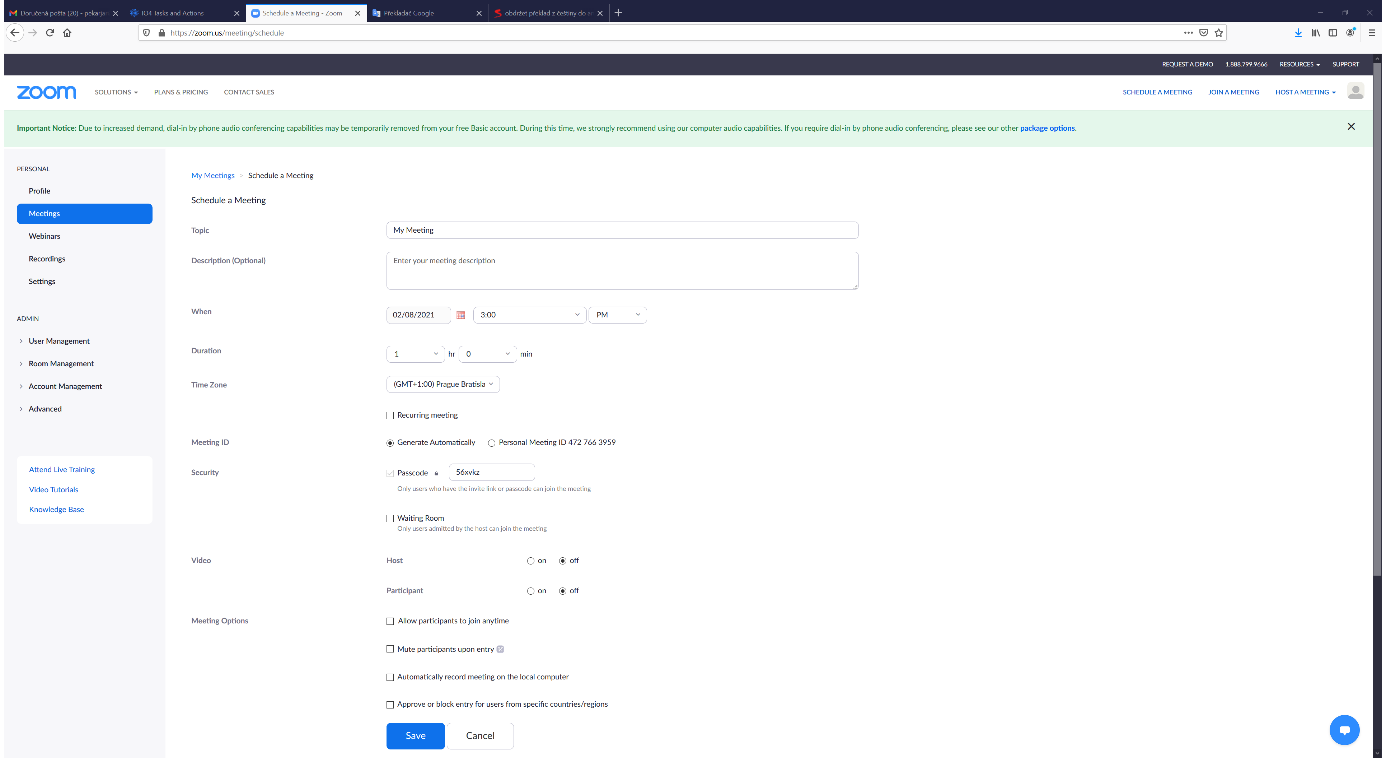 Doručená pošta (20) - pekarjan
IO4 Tasks and Actions
Schedule a Meeting - Zoom
Překladač Google
obdržet překlad z češtiny do an
https://zoom.us/meeting/schedule
REQUEST A DEMO 1.888.799.9666 RESOURCES SUPPORT
zoom SOLUTIONS PLANS & PRICING CONTACT SALES SCHEDULE A MEETING JOIN A MEETING HOST A MEETING
Important Notice: Due to increased demand, dial-in by phone audio conferencing capabilities may be temporarily removed from your free Basic account. During this time, we strongly recommend using our computer audio capabilities. If you require dial-in by phone audio conferencing, please see our other package options.
PERSONAL
Profile
Meetings
Webinars
Recordings
Settings
ADMIN
User Management
Room Management
Account Management
Advanced
Attend Live Training
Video Tutorials
Knowledge Base
My Meetings > Schedule a Meeting
Schedule a Meeting
Topic My Meeting
Description (Optional) Enter your meeting description
When 02/08/2021 3:00 PM
Duration 1 hr 0 min
Time Zone (GMT+1:00) Prague Bratisla
Recurring meeting
Meeting ID Generate Automatically Personal Meeting ID 472 766 3959
Security Passcode 56xvkz
Only users who have the invite link or passcode can join the meeting
Waiting Room
Only users admitted by the host can join the meeting
Video Host on off
Participant on off
Meeting Options Allow participants to join anytime
Mute participants upon entry
Automatically record meeting on the local computer
Approve or block entry for users from specific countries/regions
Save Cancel